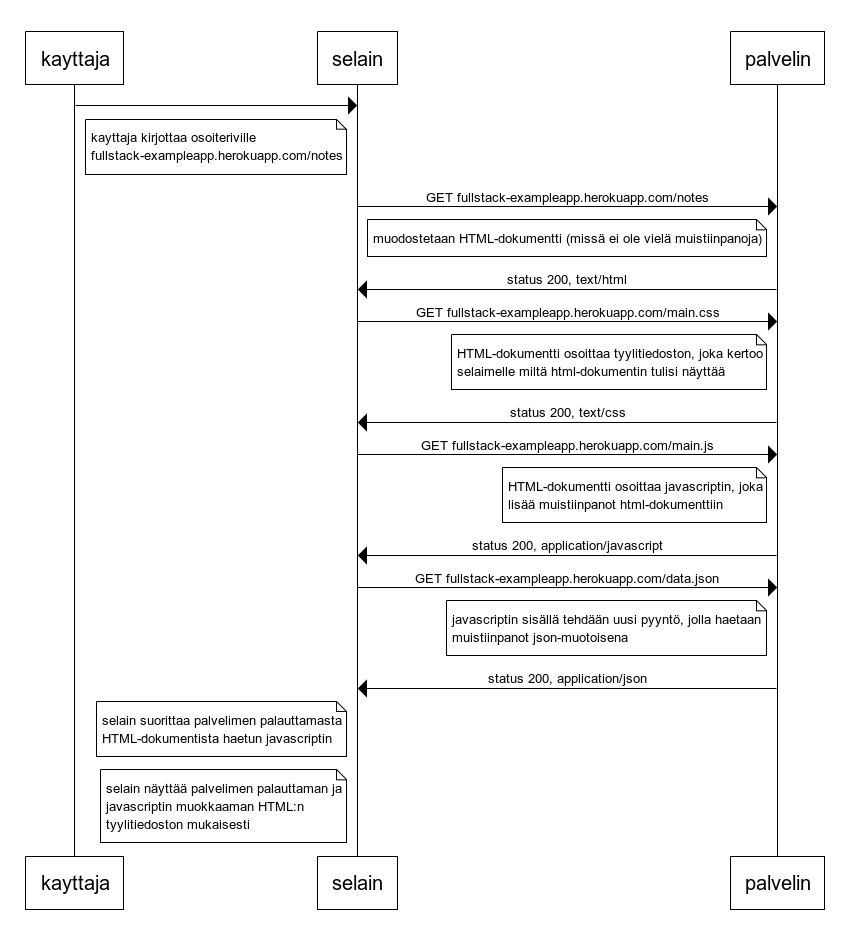 kayttaja
selain
palvelin
kayttaja kirjottaa osoiteriville
fullstack-exampleapp.herokuapp.com/notes
GET fullstack-exampleapp.herokuapp.com/notes
muodostetaan HTML-dokumentti (missä ei ole vielä muistiinpanoja)
status 200, text/html
GET fullstack-exampleapp.herokuapp.com/main.css
HTML-dokumentti osoittaa tyylitiedoston, joka kertoo
selaimelle miltä html-dokumentin tulisi näyttää
status 200, text/css
GET fullstack-exampleapp.herokuapp.com/main.js
HTML-dokumentti osoittaa javascriptin, joka
lisää muistiinpanot html-dokumenttiin
status 200, application/javascript
GET fullstack-exampleapp.herokuapp.com/data.json
javascriptin sisällä tehdään uusi pyyntö, jolla haetaan
muistiinpanot json-muotoisena
status 200, application/json
selain suorittaa palvelimen palauttamasta
HTML-dokumentista haetun javascriptin
selain näyttää palvelimen palauttaman ja
javascriptin muokkaaman HTML:n
tyylitiedoston mukaisesti
kayttaja
selain
palvelin